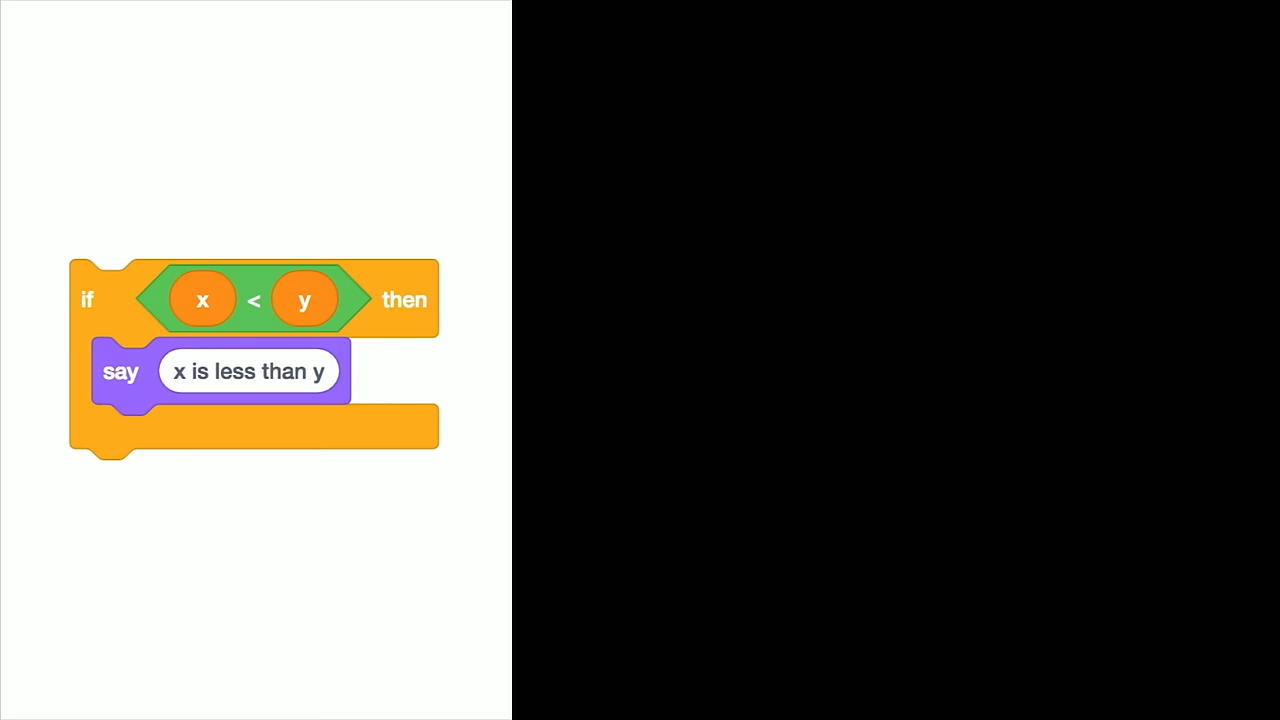 if x < y then
say x is less than y